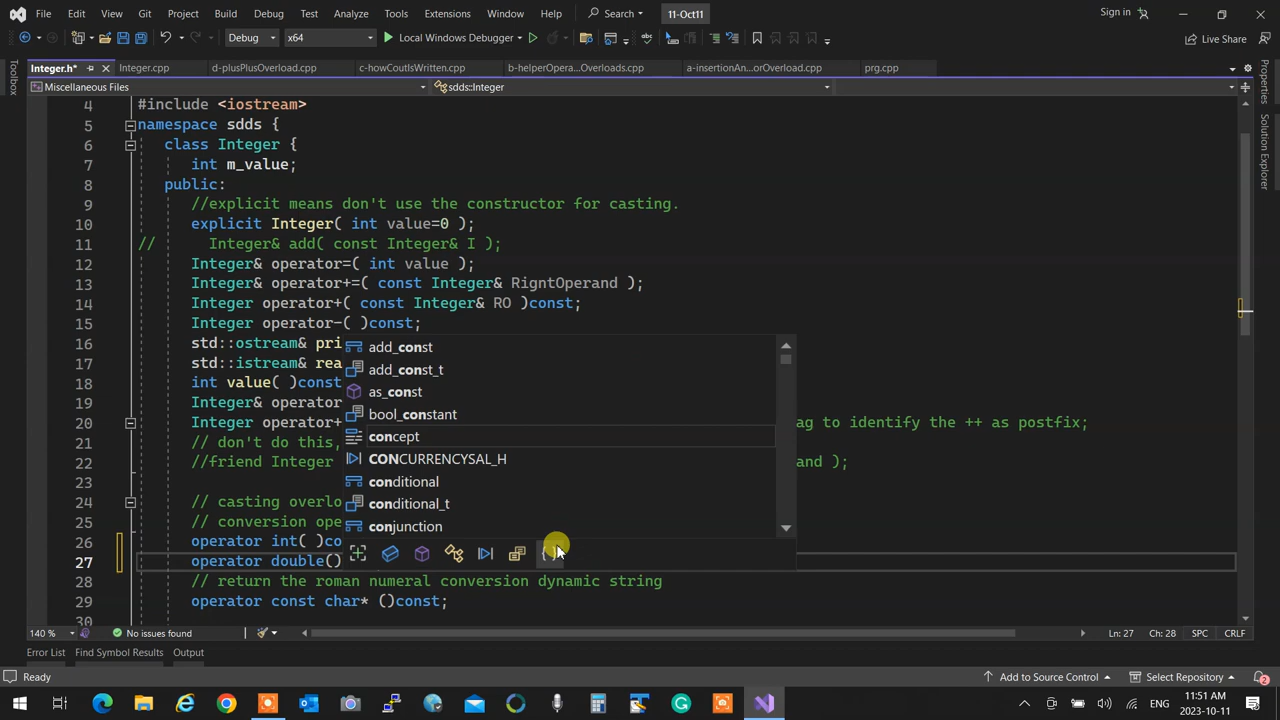 File Edit View Git Project Build Debug Test Analyze Tools Extensions Window Help Search 11-Oct11 Sign in
Debug x64 Local Windows Debugger Live Share
Integer.h* Integer.cpp d-plusPlusOverload.cpp c-howCoutIsWritten.cpp b-helperOpera...Overloads.cpp a-insertionAn...orOverload.cpp prg.cpp
Miscellaneous Files sdds::Integer
Toolbox
Properties
Solution Explorer
4 #include <iostream>
5 namespace sdds {
6 class Integer {
7 int m_value;
8 public:
9 //explicit means don't use the constructor for casting.
10 explicit Integer( int value=0 );
11 // Integer& add( const Integer& I );
12 Integer& operator=( int value );
13 Integer& operator+=( const Integer& RigntOperand );
14 Integer operator+( const Integer& RO )const;
15 Integer operator-( )const;
16 std::ostream& pri
17 std::istream& rea
18 int value( )const
19 Integer& operator
20 Integer operator+ ag to identify the ++ as postfix;
21 // don't do this,
22 //friend Integer and );
23
24 // casting overlo
25 // conversion ope
26 operator int( )co
27 operator double()
28 // return the roman numeral conversion dynamic string
29 operator const char* ()const;
30
add_const
add_const_t
as_const
bool_constant
concept
CONCURRENCYSAL_H
conditional
conditional_t
conjunction
140 % No issues found Ln: 27 Ch: 28 SPC CRLF
Error List Find Symbol Results Output
Ready Add to Source Control Select Repository 2
ENG 11:51 AM
2023-10-11 2